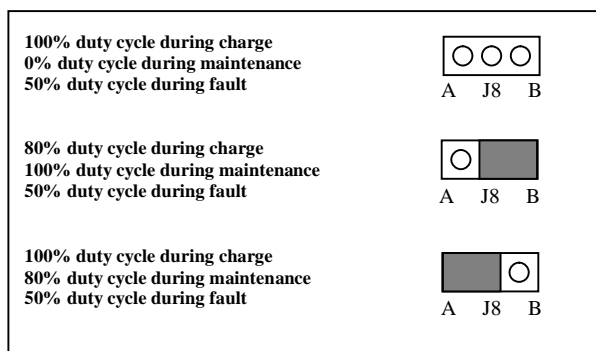 100% duty cycle during charge
0% duty cycle during maintenance
50% duty cycle during fault
A J8 B
80% duty cycle during charge
100% duty cycle during maintenance
50% duty cycle during fault
A J8 B
100% duty cycle during charge
80% duty cycle during maintenance
50% duty cycle during fault
A J8 B